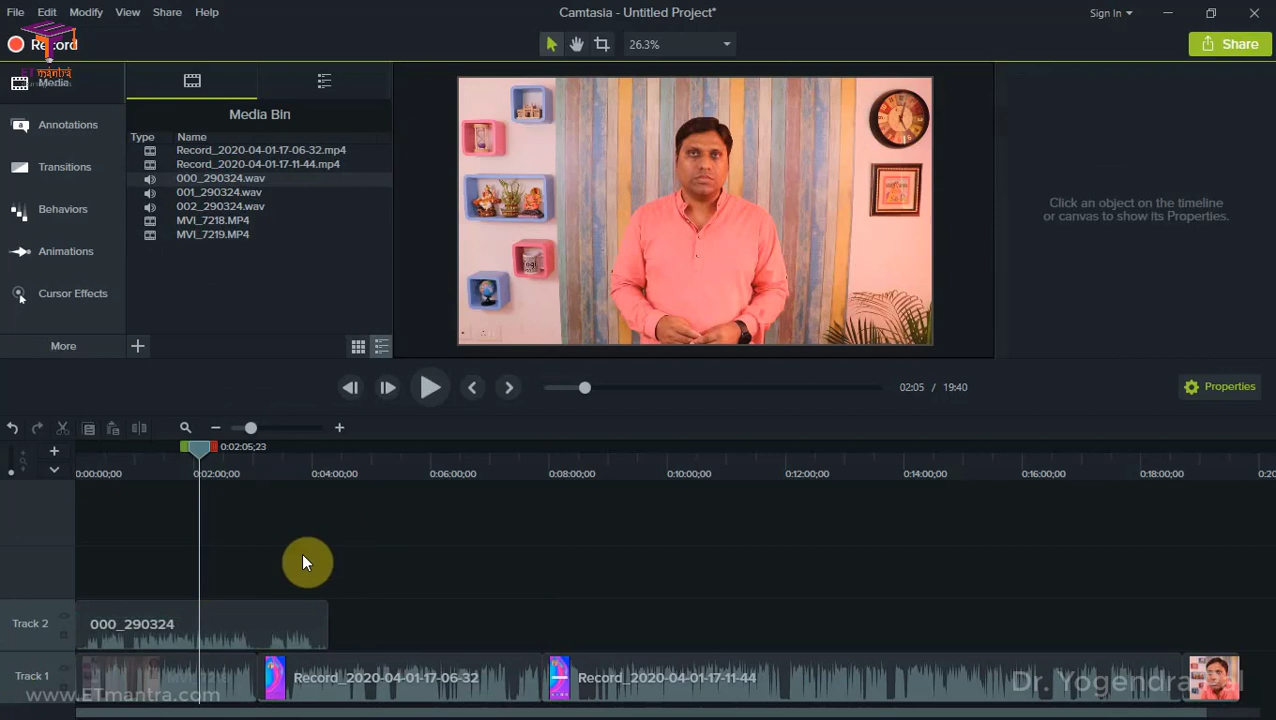 File Edit Modify View Share Help
Camtasia - Untitled Project*
Sign In
Record
ETmantra
26.3%
Share
Media
Annotations
Transitions
Behaviors
Animations
Cursor Effects
More
Media Bin
Type Name
Record_2020-04-01-17-06-32.mp4
Record_2020-04-01-17-11-44.mp4
000_290324.wav
001_290324.wav
002_290324.wav
MVI_7218.MP4
MVI_7219.MP4
Click an object on the timeline
or canvas to show its Properties.
02:05 / 19:40
Properties
0:02:05;23
0:00:00;00 0:02:00;00 0:04:00;00 0:06:00;00 0:08:00;00 0:10:00;00 0:12:00;00 0:14:00;00 0:16:00;00 0:18:00;00 0:20
Track 2
000_290324
Track 1
Record_2020-04-01-17-06-32
Record_2020-04-01-17-11-44
www.ETmantra.com